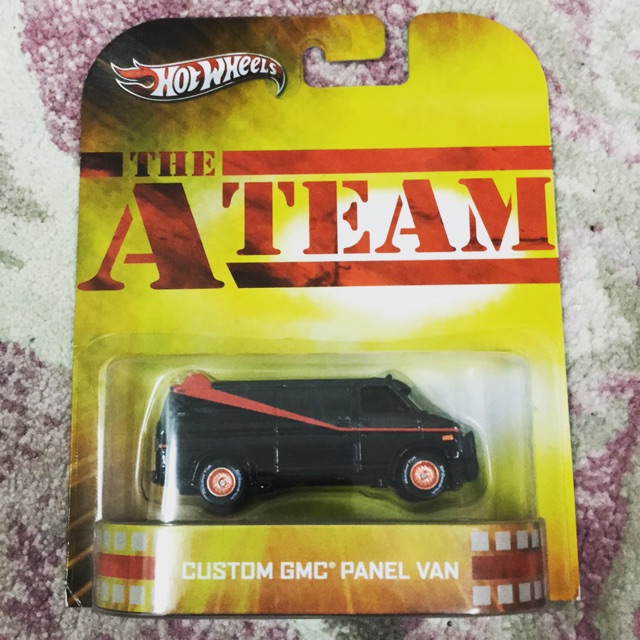 HOT WHEELS
THE
A TEAM
CUSTOM GMC® PANEL VAN